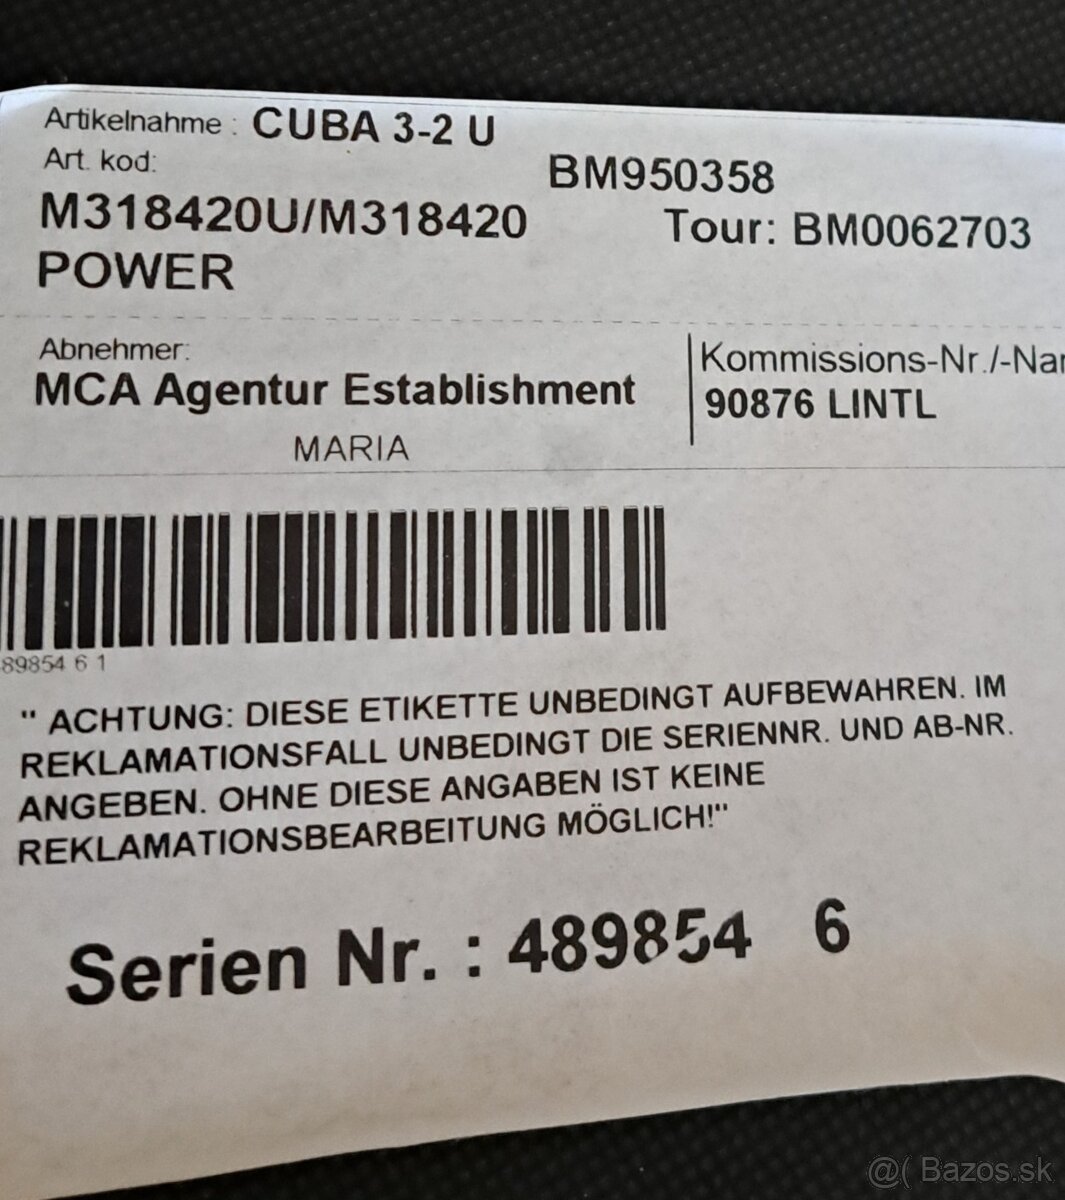 Artikelnahme : CUBA 3-2 U
Art. kod:
BM950358
M318420U/M318420
Tour: BM0062703
POWER
Abnehmer:
MCA Agentur Establishment
MARIA
Kommissions-Nr./-Nar
90876 LINTL
89854 6 1
" ACHTUNG: DIESE ETIKETTE UNBEDINGT AUFBEWAHREN. IM
REKLAMATIONSFALL UNBEDINGT DIE SERIENNR. UND AB-NR.
ANGEBEN. OHNE DIESE ANGABEN IST KEINE
REKLAMATIONSBEARBEITUNG MÖGLICH!"
Serien Nr. : 489854 6
@( Bazos.sk